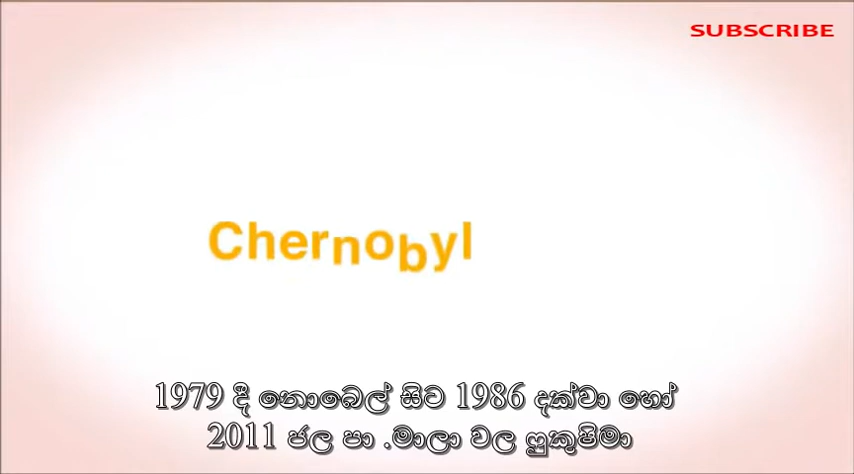 SUBSCRIBE
Chernobyl
1979 දී නොබෙල් සිට 1986 දක්වා හෝ
2011 ජල පා .මාලා වල ෆුකුෂිමා